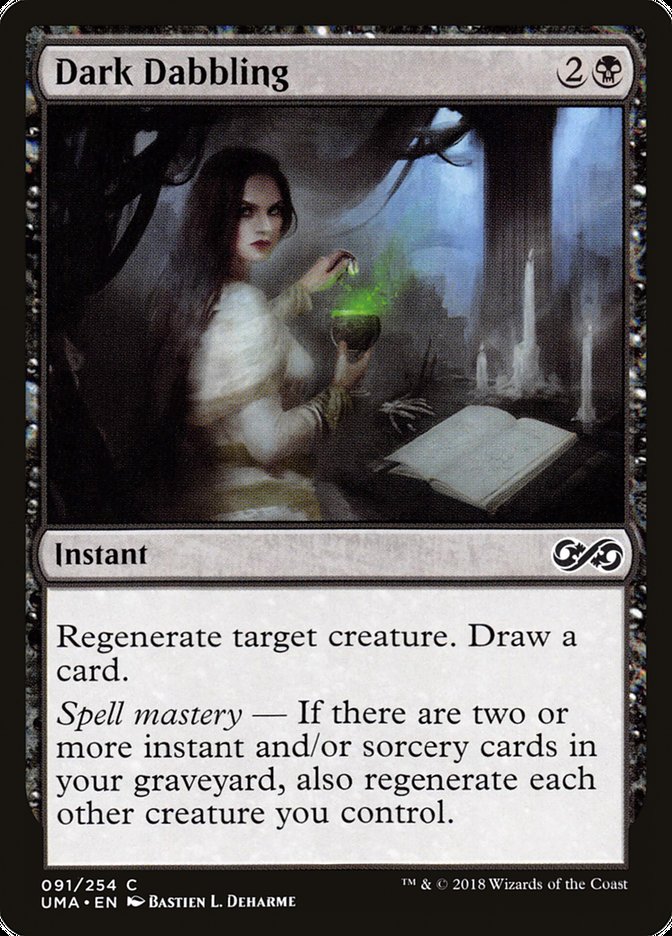 Dark Dabbling 2
Instant
Regenerate target creature. Draw a
card.
Spell mastery — If there are two or
more instant and/or sorcery cards in
your graveyard, also regenerate each
other creature you control.
091/254 C ™ & © 2018 Wizards of the Coast
UMA • EN Bastien L. Deharme